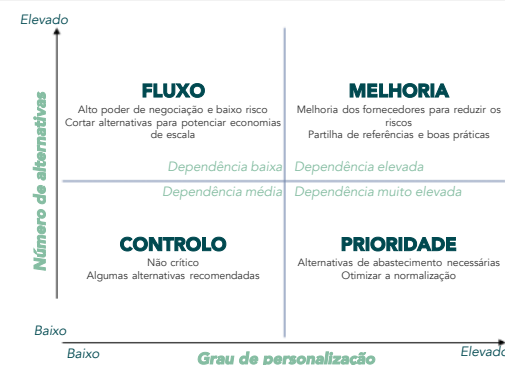 Elevado
Número de alternativas
FLUXO
Alto poder de negociação e baixo risco
Cortar alternativas para potenciar economias
de escala
MELHORIA
Melhoria dos fornecedores para reduzir os
riscos
Partilha de referências e boas práticas
Dependência baixa
Dependência elevada
Dependência média
Dependência muito elevada
CONTROLO
Não crítico
Algumas alternativas recomendadas
PRIORIDADE
Alternativas de abastecimento necessárias
Otimizar a normalização
Baixo
Baixo
Grau de personalização
Elevado